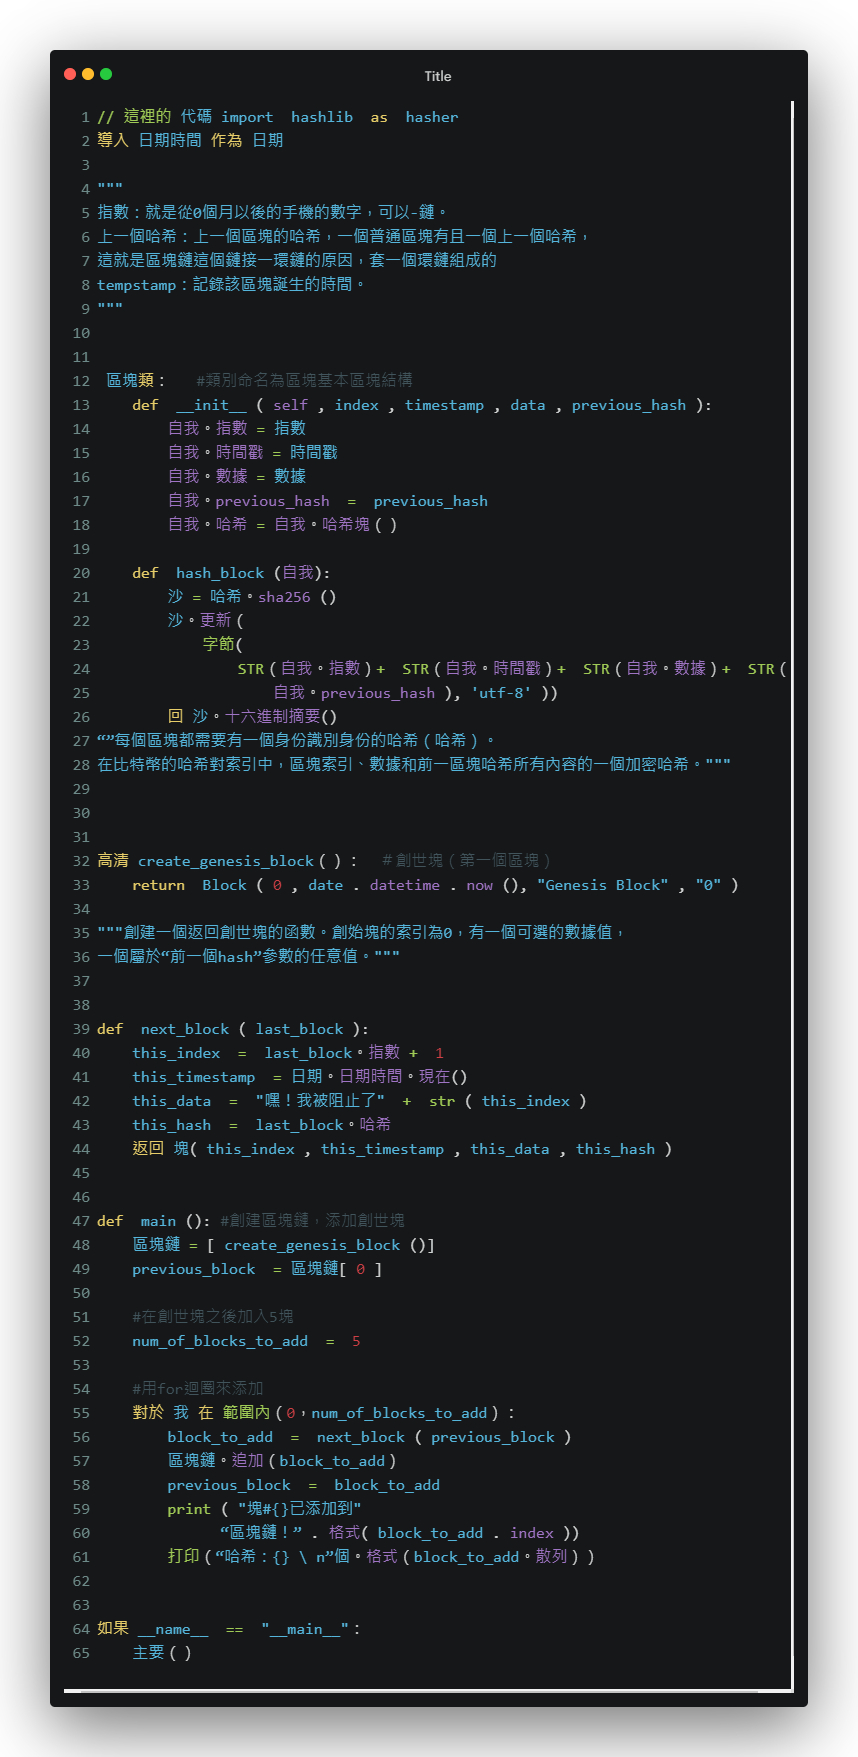 Title
1 // 這裡的 代碼 import hashlib as hasher
2 導入 日期時間 作為 日期
3
4 """
5 指數：就是從0個月以後的手機的數字，可以-鏈。
6 上一個哈希：上一個區塊的哈希，一個普通區塊有且一個上一個哈希，
7 這就是區塊鏈這個鏈接一環鏈的原因，套一個環鏈組成的
8 tempstamp：記錄該區塊誕生的時間。
9 """
10
11
12 區塊類： #類別命名為區塊基本區塊結構
13 def __init__ ( self , index , timestamp , data , previous_hash ):
14 自我。指數 = 指數
15 自我。時間戳 = 時間戳
16 自我。數據 = 數據
17 自我。previous_hash = previous_hash
18 自我。哈希 = 自我。哈希塊（）
19
20 def hash_block (自我):
21 沙 = 哈希。sha256 ()
22 沙。更新（
23 字節(
24 STR（自我。指數）+ STR（自我。時間戳）+ STR（自我。數據）+ STR（
25 自我。previous_hash ), 'utf-8' ))
26 回 沙。十六進制摘要()
27 “”每個區塊都需要有一個身份識別身份的哈希（哈希）。
28 在比特幣的哈希對索引中，區塊索引、數據和前一區塊哈希所有內容的一個加密哈希。"""
29
30
31
32 高清 create_genesis_block（）： ＃創世塊（第一個區塊）
33 return Block ( 0 , date . datetime . now (), "Genesis Block" , "0" )
34
35 """創建一個返回創世塊的函數。創始塊的索引為0，有一個可選的數據值，
36 一個屬於“前一個hash”參數的任意值。"""
37
38
39 def next_block ( last_block ):
40 this_index = last_block。指數 + 1
41 this_timestamp = 日期。日期時間。現在()
42 this_data = "嘿！我被阻止了" + str ( this_index )
43 this_hash = last_block。哈希
44 返回 塊( this_index , this_timestamp , this_data , this_hash )
45
46
47 def main (): #創建區塊鏈，添加創世塊
48 區塊鏈 = [ create_genesis_block ()]
49 previous_block = 區塊鏈[ 0 ]
50
51 #在創世塊之後加入5塊
52 num_of_blocks_to_add = 5
53
54 #用for迴圈來添加
55 對於 我 在 範圍內（0，num_of_blocks_to_add）：
56 block_to_add = next_block ( previous_block )
57 區塊鏈。追加（block_to_add）
58 previous_block = block_to_add
59 print ( "塊#{}已添加到"
60 “區塊鏈！” . 格式( block_to_add . index ))
61 打印（“哈希：{} \ n”個。格式（block_to_add。散列））
62
63
64 如果 __name__ == "__main__"：
65 主要（）